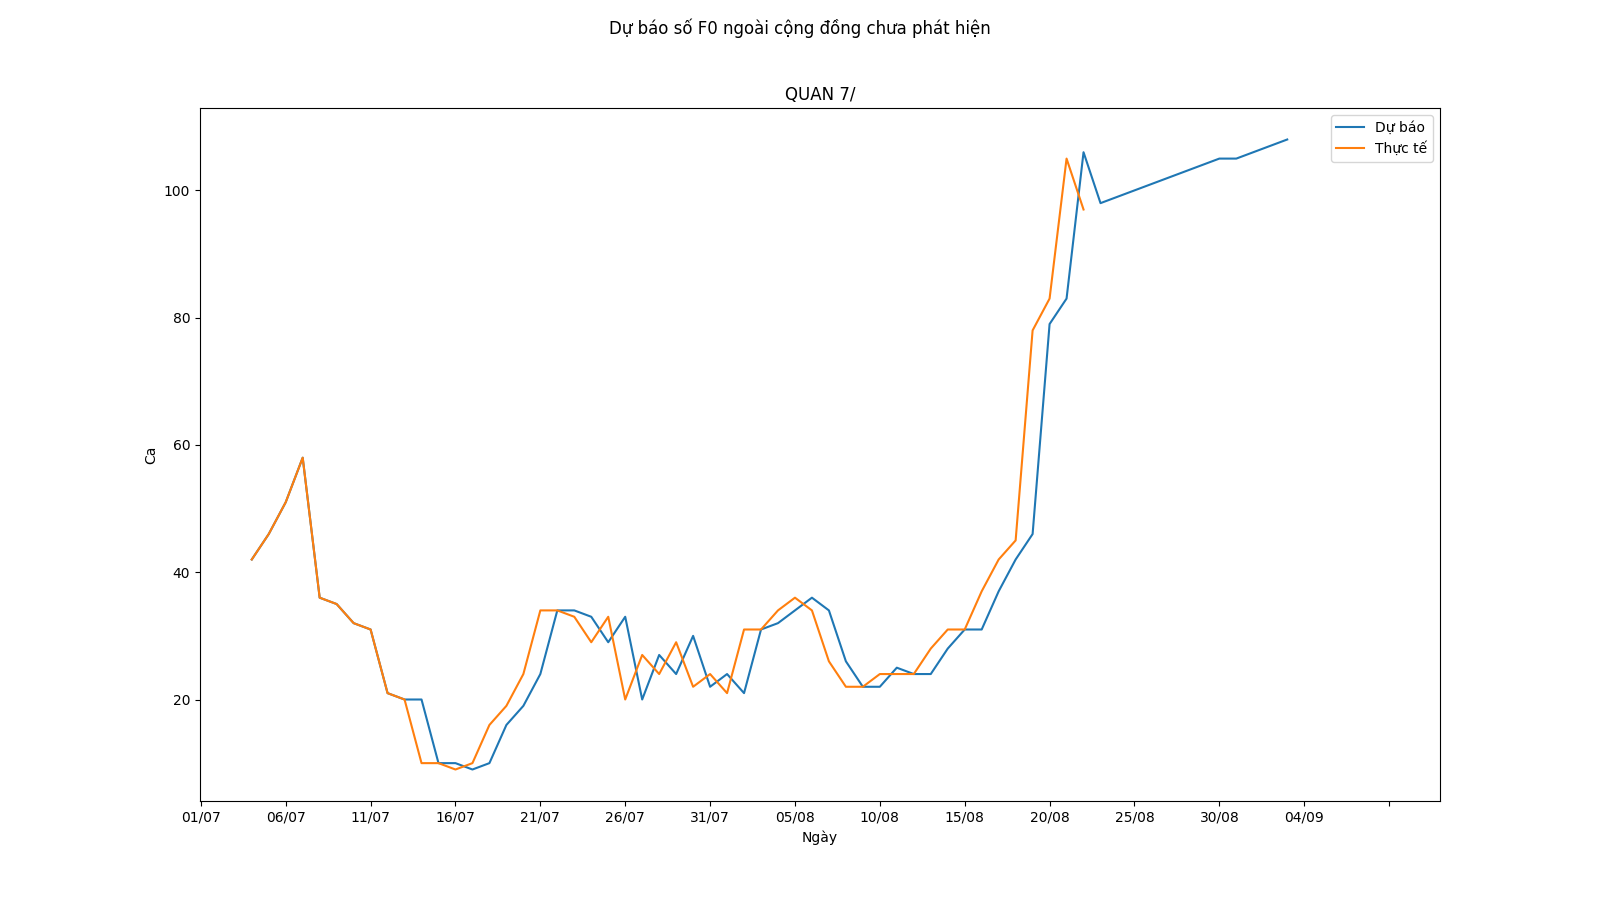 Dự báo số F0 ngoài cộng đồng chưa phát hiện
QUAN 7/
Dự báo
Thực tế
100
80
60
40
20
Ca
01/07 06/07 11/07 16/07 21/07 26/07 31/07 05/08 10/08 15/08 20/08 25/08 30/08 04/09
Ngày